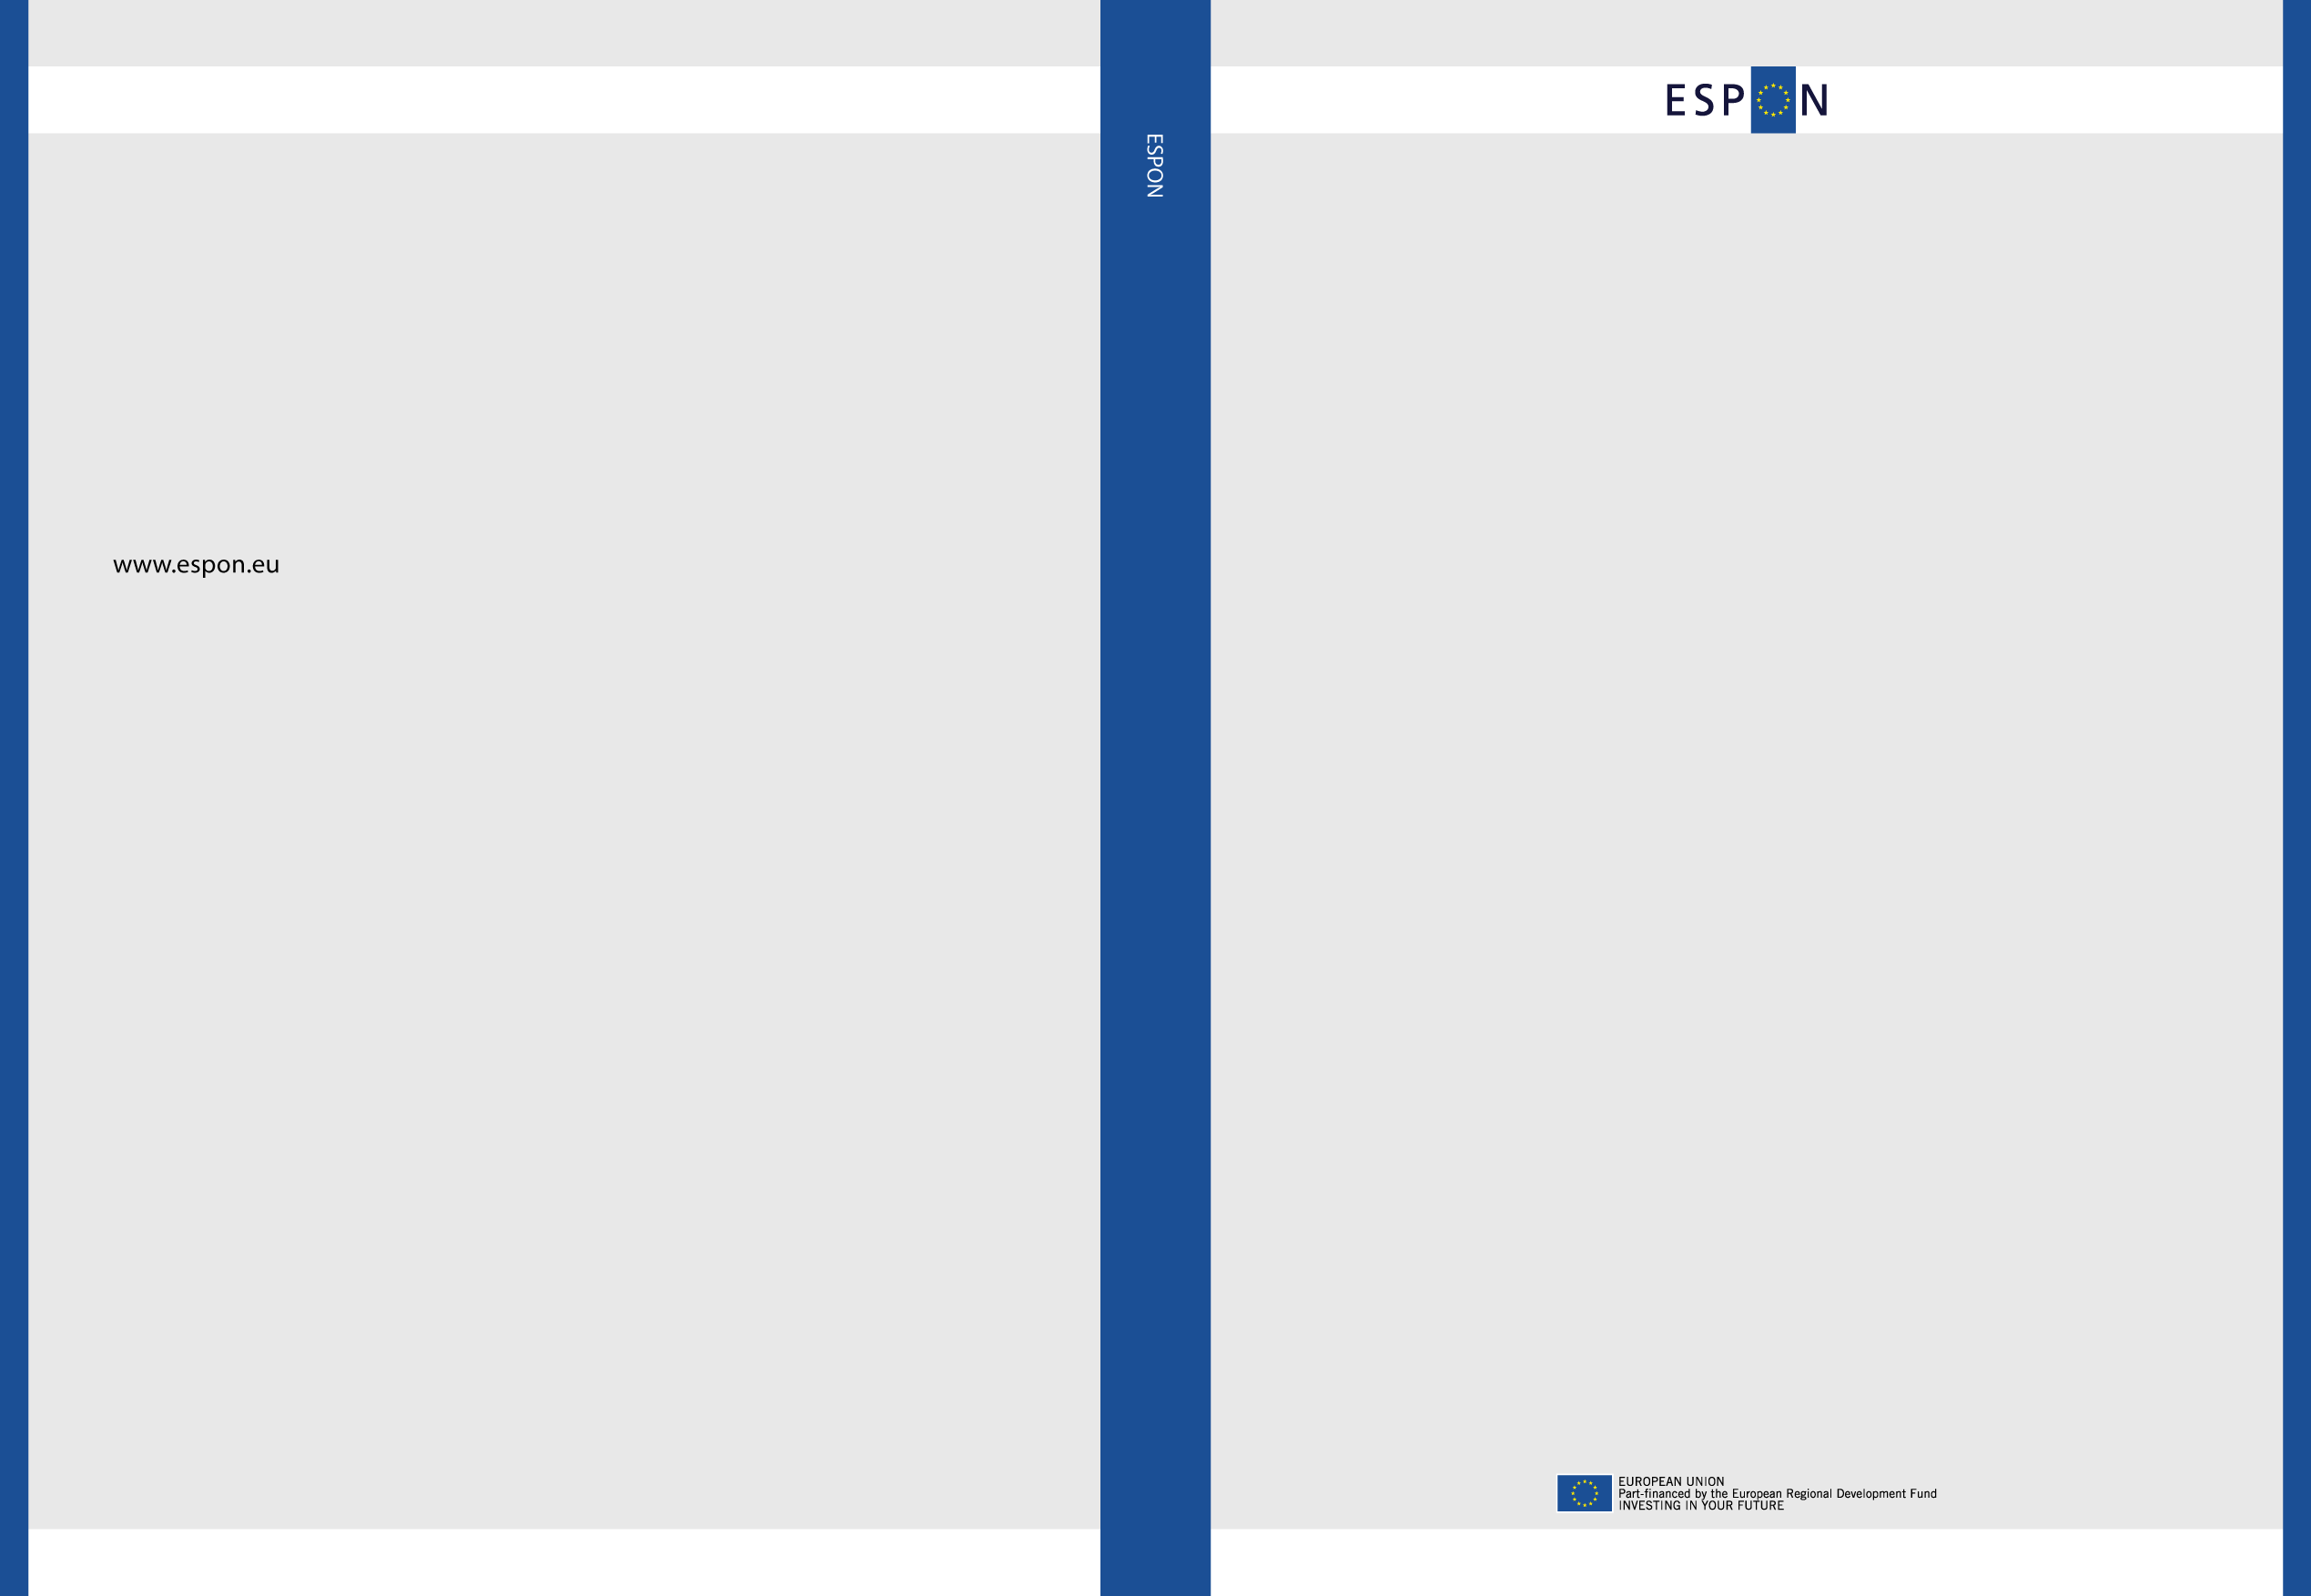 www.espon.eu
ESPON
ESPON
EUROPEAN UNION
Part-financed by the European Regional Development Fund
INVESTING IN YOUR FUTURE